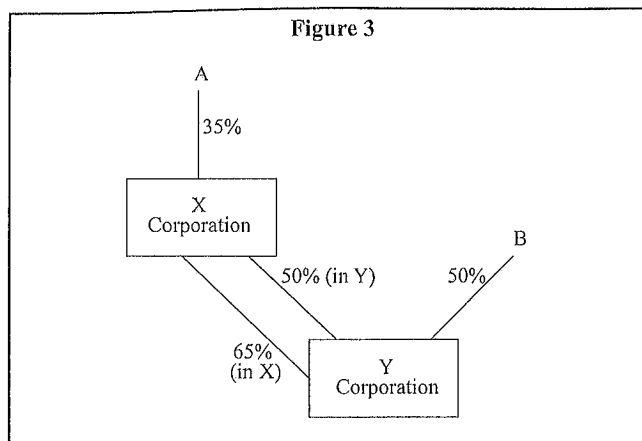 Figure 3
A
35%
X
Corporation
B
50% (in Y)
50%
65%
(in X)
Y
Corporation